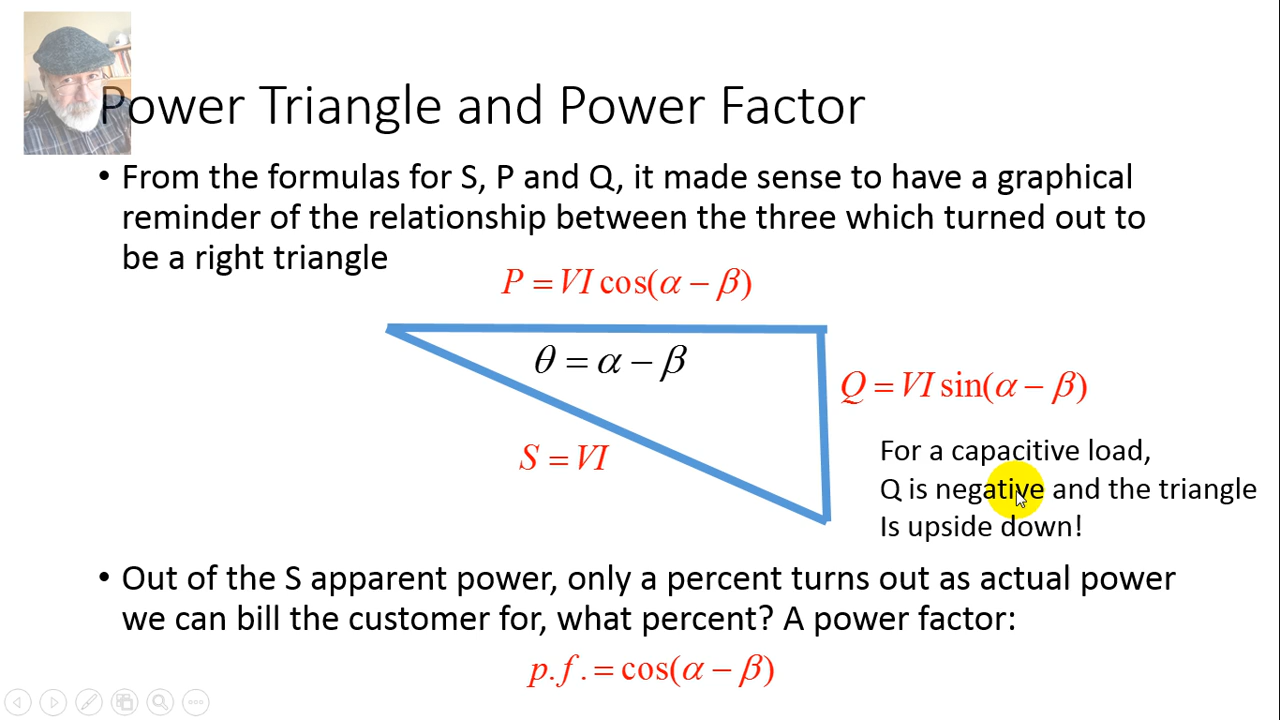 Power Triangle and Power Factor
• From the formulas for S, P and Q, it made sense to have a graphical
reminder of the relationship between the three which turned out to
be a right triangle
P = VI cos(α − β)
θ = α − β
Q = VI sin(α − β)
S = VI
For a capacitive load,
Q is negative and the triangle
Is upside down!
• Out of the S apparent power, only a percent turns out as actual power
we can bill the customer for, what percent? A power factor:
p.f. = cos(α − β)